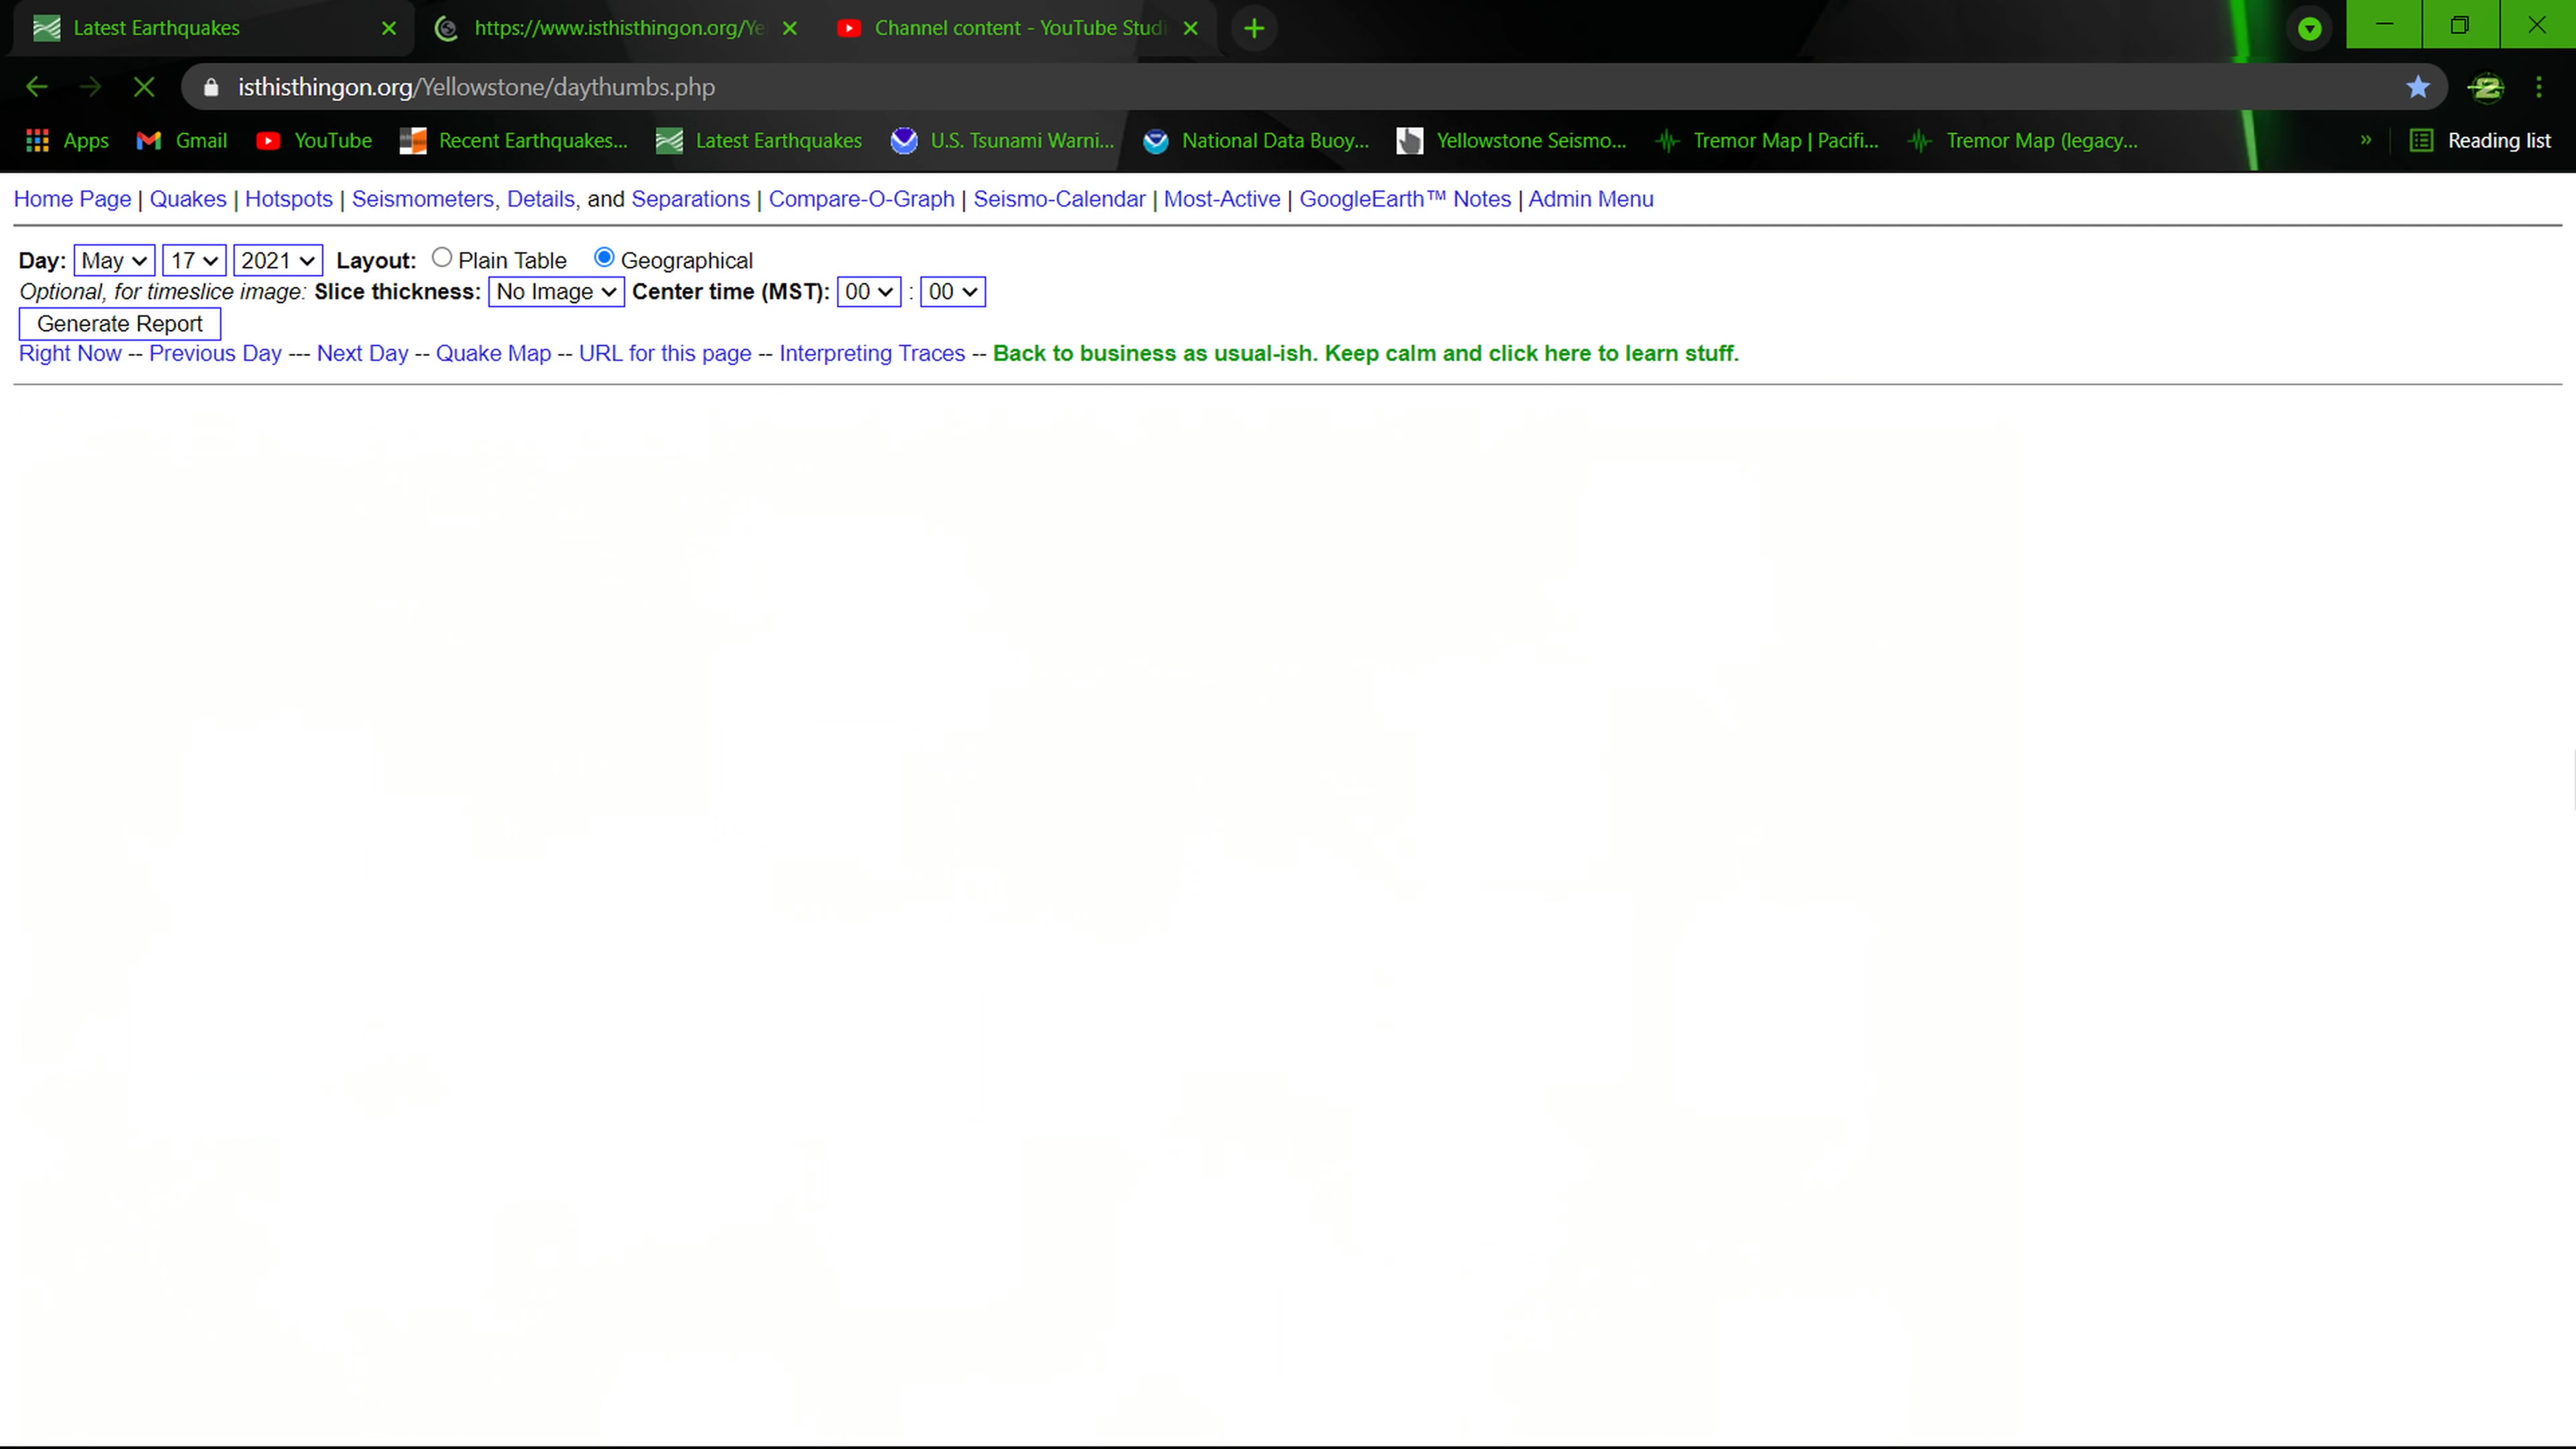 Latest Earthquakes https://www.isthisthingon.org/Ye Channel content - YouTube Studi
isthisthingon.org/Yellowstone/daythumbs.php
Apps Gmail YouTube Recent Earthquakes... Latest Earthquakes U.S. Tsunami Warni... National Data Buoy... Yellowstone Seismo... Tremor Map | Pacifi... Tremor Map (legacy... » Reading list
Home Page | Quakes | Hotspots | Seismometers, Details, and Separations | Compare-O-Graph | Seismo-Calendar | Most-Active | GoogleEarth™ Notes | Admin Menu
Day: May 17 2021 Layout: Plain Table Geographical
Optional, for timeslice image: Slice thickness: No Image Center time (MST): 00 : 00
Generate Report
Right Now -- Previous Day --- Next Day -- Quake Map -- URL for this page -- Interpreting Traces -- Back to business as usual-ish. Keep calm and click here to learn stuff.